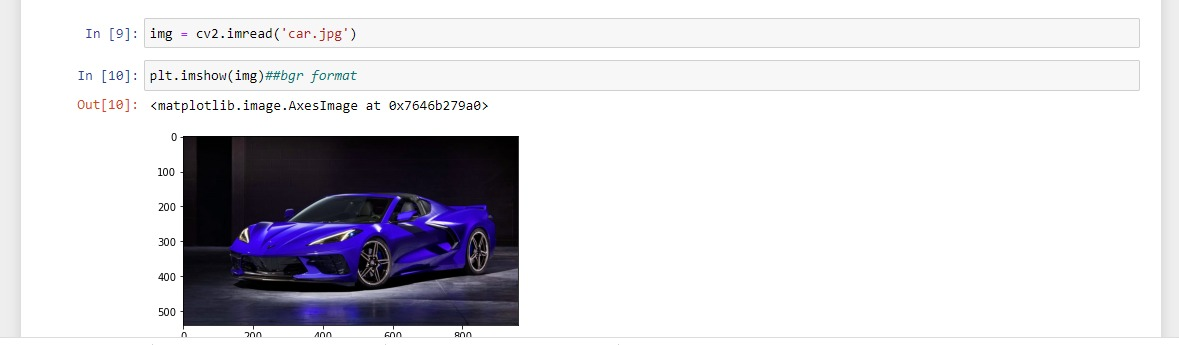 In [9]: img = cv2.imread('car.jpg')
In [10]: plt.imshow(img)##bgr format
Out[10]: <matplotlib.image.AxesImage at 0x7646b279a0>
0
100
200
300
400
500
0 200 400 600 800